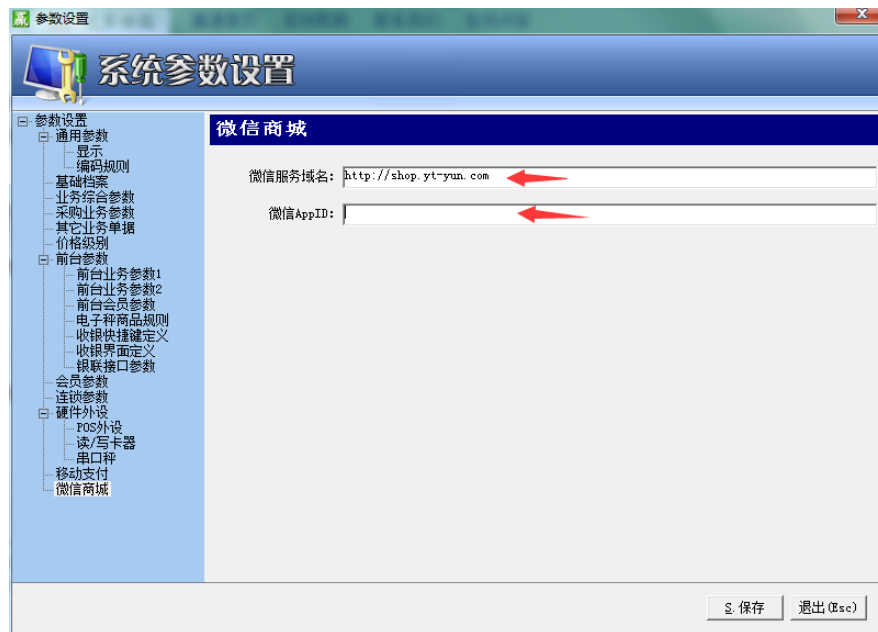 参数设置
系统参数设置
参数设置
通用参数
显示
编码规则
基础档案
业务综合参数
采购业务参数
其它业务单据
价格级别
前台参数
前台业务参数1
前台业务参数2
前台会员参数
电子秤商品规则
收银快捷键定义
收银界面定义
银联接口参数
会员参数
连锁参数
硬件外设
POS外设
读/写卡器
串口秤
移动支付
微信商城
微信商城
微信服务域名: http://shop.yt-yun.com
微信AppID:
S.保存 退出(Esc)